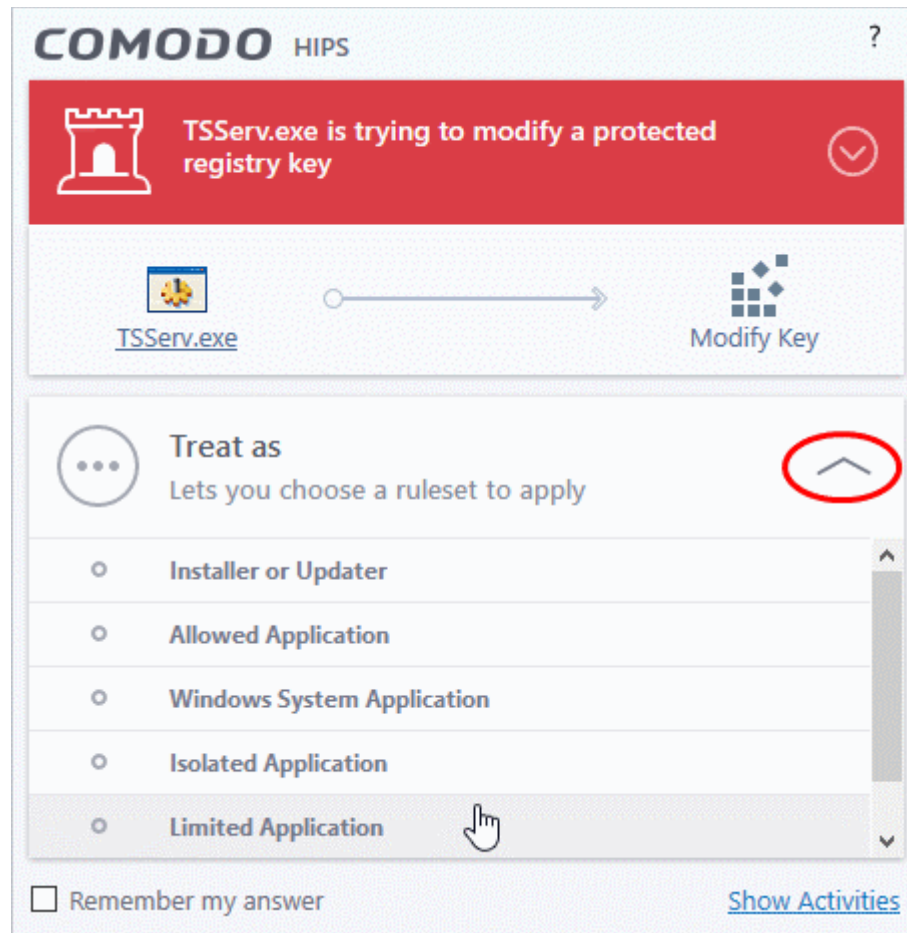 COMODO HIPS ?
TSServ.exe is trying to modify a protected
registry key
TSServ.exe Modify Key
Treat as
Lets you choose a ruleset to apply
Installer or Updater
Allowed Application
Windows System Application
Isolated Application
Limited Application
Remember my answer Show Activities